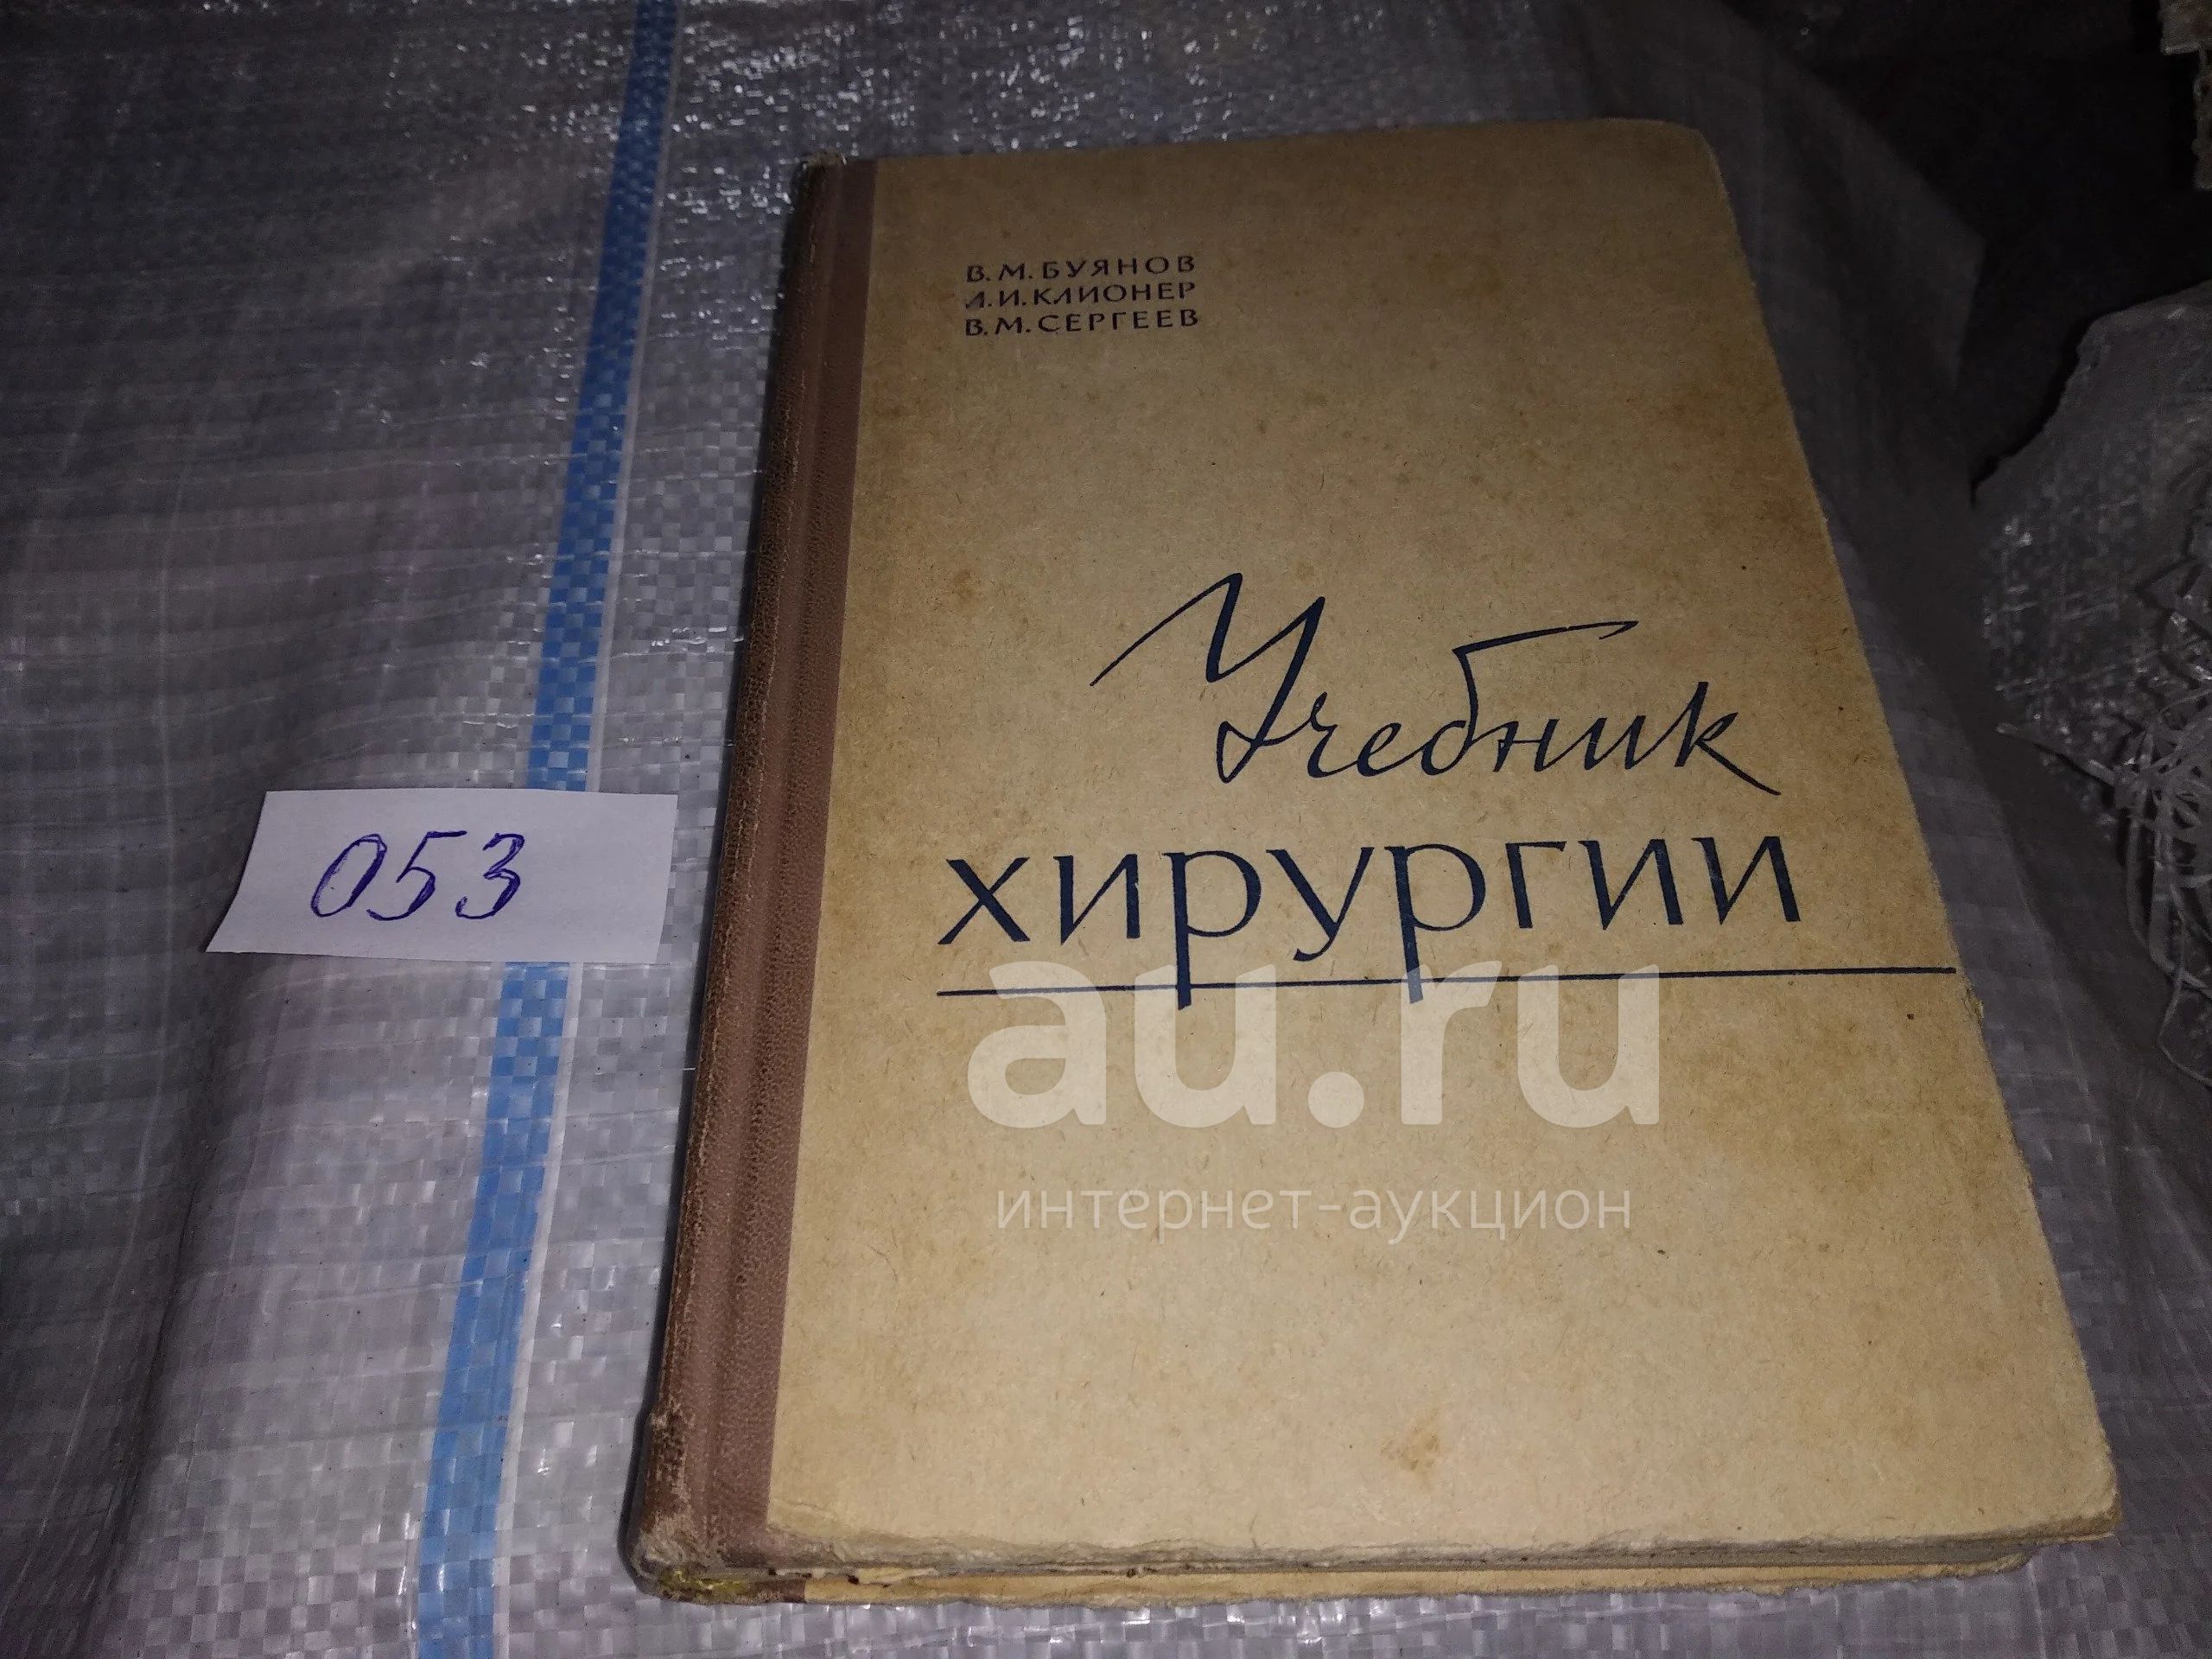 В. М. БУЯНОВ
Л. И. КЛИОНЕР
В. М. СЕРГЕЕВ
Учебник
хирургии
053
au.ru
интернет-аукцион